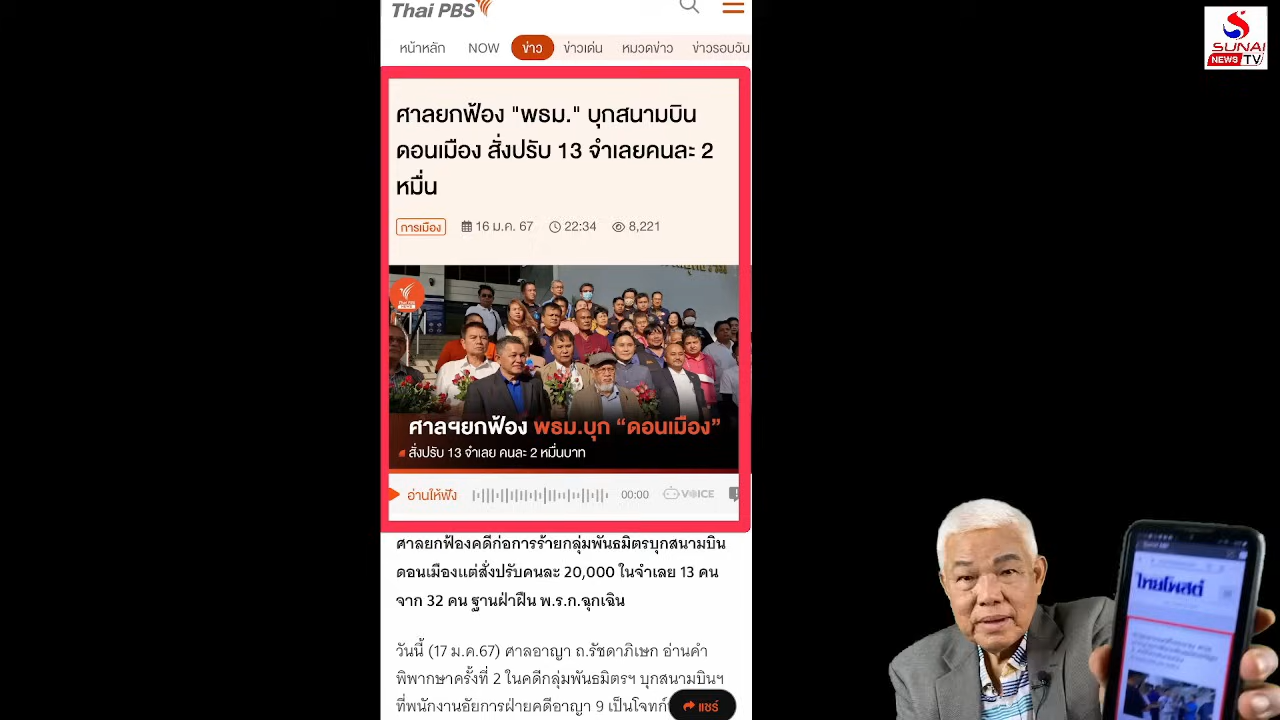 Thai PBS
หน้าหลัก NOW ข่าว ข่าวเด่น หมวดข่าว ข่าวรอบวัน
ศาลยกฟ้อง "พธม." บุกสนามบิน
ดอนเมือง สั่งปรับ 13 จำเลยคนละ 2
หมื่น
การเมือง 16 ม.ค. 67 22:34 8,221
Thai PBS
NEWS
ศาลฯยกฟ้อง พธม.บุก “ดอนเมือง”
สั่งปรับ 13 จำเลย คนละ 2 หมื่นบาท
อ่านให้ฟัง 00:00 VOICE
ศาลยกฟ้องคดีก่อการร้ายกลุ่มพันธมิตรบุกสนามบิน
ดอนเมืองแต่สั่งปรับคนละ 20,000 ในจำเลย 13 คน
จาก 32 คน ฐานฝ่าฝืน พ.ร.ก.ฉุกเฉิน
วันนี้ (17 ม.ค.67) ศาลอาญา ถ.รัชดาภิเษก อ่านคำ
พิพากษาครั้งที่ 2 ในคดีกลุ่มพันธมิตรฯ บุกสนามบินฯ
ที่พนักงานอัยการฝ่ายคดีอาญา 9 เป็นโจทก์
แชร์
SUNAI
NEWS TV
ไทยโพสต์